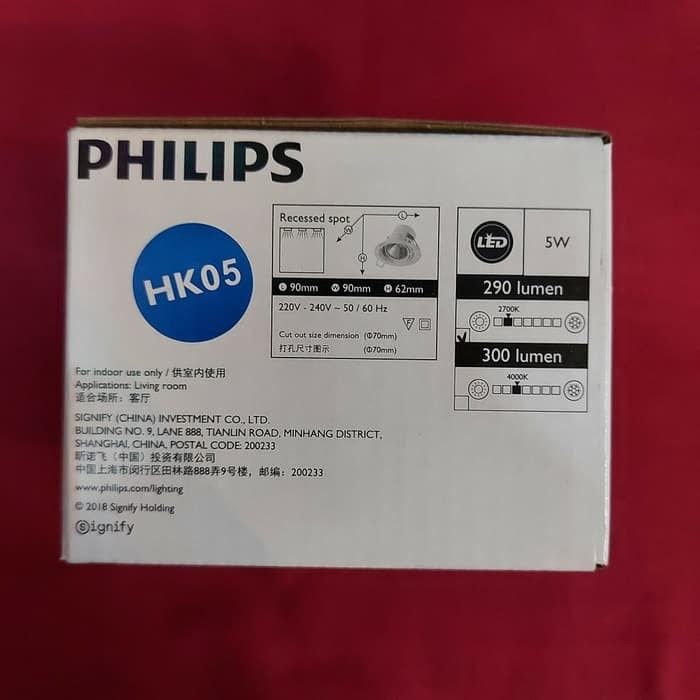 PHILIPS
HK05
Recessed spot
L
W
H
L 90mm W 90mm H 62mm
220V - 240V ~ 50 / 60 Hz
F
Cut out size dimension (Φ70mm)
打孔尺寸图示 (Φ70mm)
LED
5W
290 lumen
2700K
300 lumen
4000K
For indoor use only / 供室内使用
Applications: Living room
适合场所：客厅
SIGNIFY (CHINA) INVESTMENT CO., LTD.
BUILDING NO. 9, LANE 888, TIANLIN ROAD, MINHANG DISTRICT,
SHANGHAI, CHINA, POSTAL CODE: 200233
昕诺飞（中国）投资有限公司
中国上海市闵行区田林路888弄9号楼，邮编：200233
www.philips.com/lighting
© 2018 Signify Holding
Signify